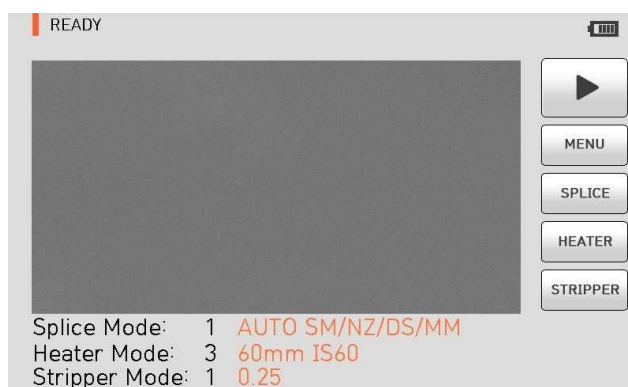 READY
MENU
SPLICE
HEATER
STRIPPER
Splice Mode: 1 AUTO SM/NZ/DS/MM
Heater Mode: 3 60mm IS60
Stripper Mode: 1 0.25